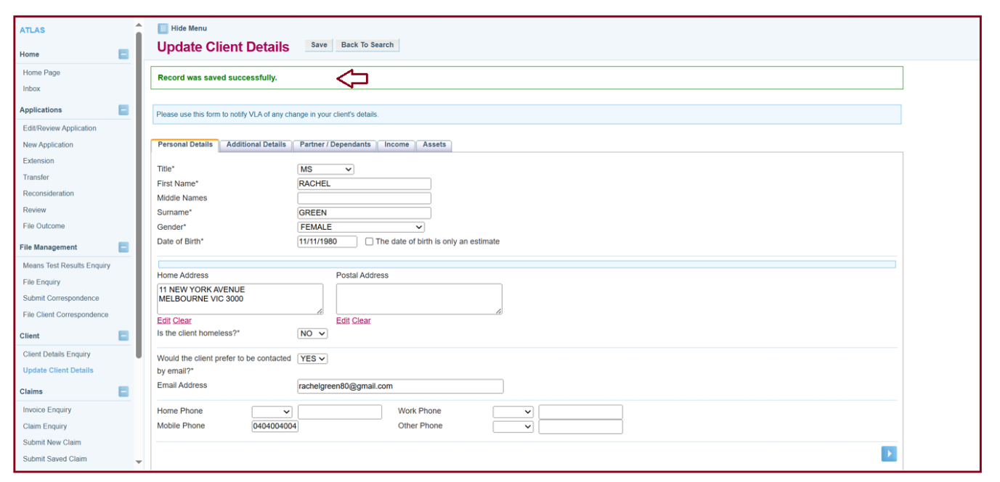 ATLAS
Home
Home Page
Inbox
Applications
Edit/Review Application
New Application
Extension
Transfer
Reconsideration
Review
File Outcome
File Management
Means Test Results Enquiry
File Enquiry
Submit Correspondence
File Client Correspondence
Client
Client Details Enquiry
Update Client Details
Claims
Invoice Enquiry
Claim Enquiry
Submit New Claim
Submit Saved Claim
Hide Menu
Update Client Details Save Back To Search
Record was saved successfully.
Please use this form to notify VLA of any change in your client's details.
Personal Details Additional Details Partner / Dependants Income Assets
Title* MS
First Name* RACHEL
Middle Names
Surname* GREEN
Gender* FEMALE
Date of Birth* 11/11/1980 The date of birth is only an estimate
Home Address Postal Address
11 NEW YORK AVENUE
MELBOURNE VIC 3000
Edit Clear Edit Clear
Is the client homeless?* NO
Would the client prefer to be contacted YES
by email?*
Email Address rachelgreen80@gmail.com
Home Phone Work Phone
Mobile Phone 0404004004 Other Phone